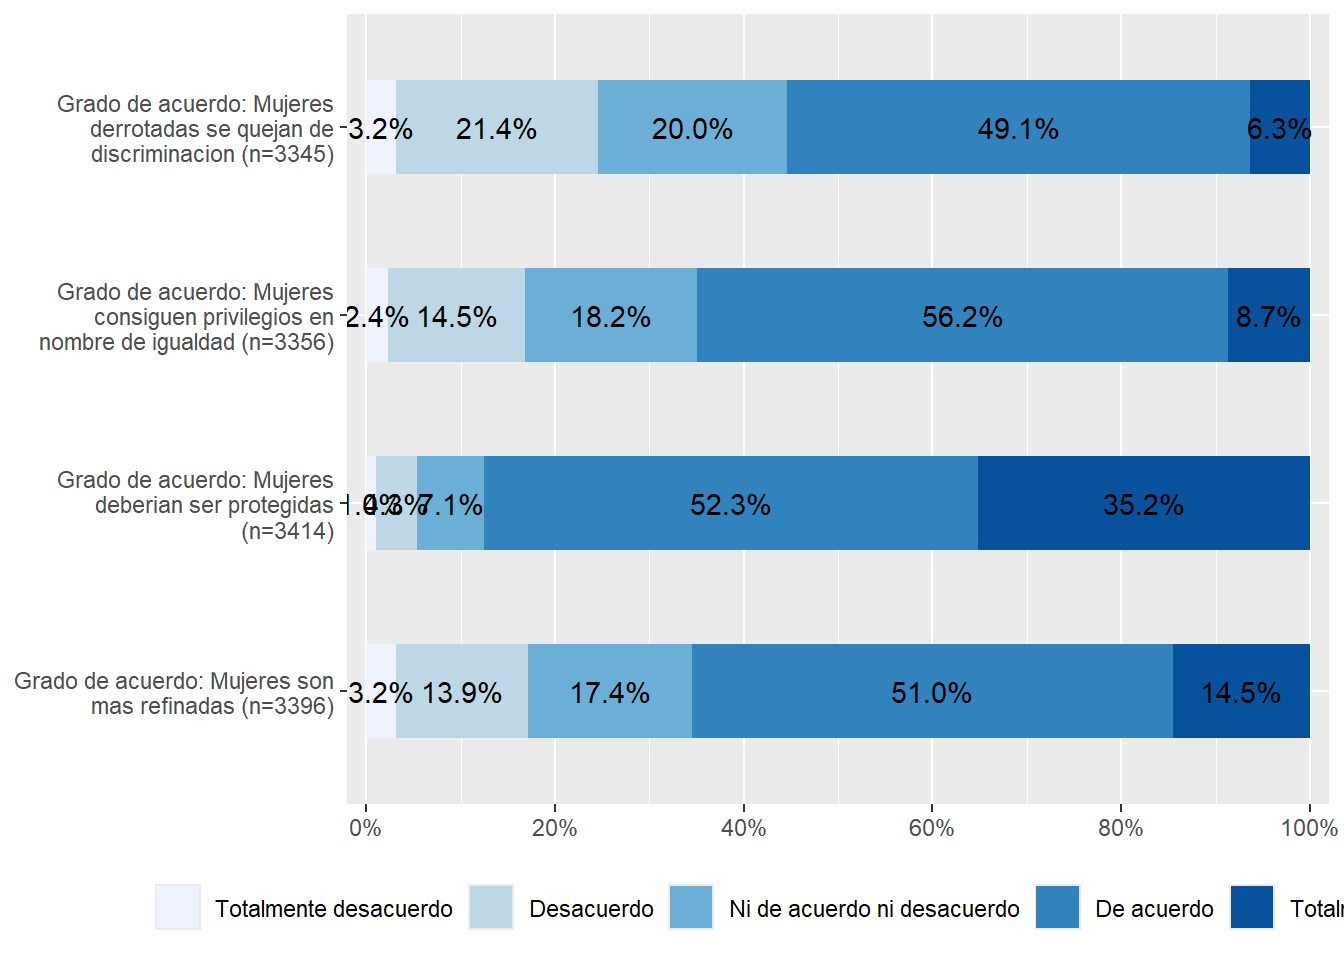 Grado de acuerdo: Mujeres
derrotadas se quejan de
discriminacion (n=3345)
3.2% 21.4% 20.0% 49.1% 6.3%
Grado de acuerdo: Mujeres
consiguen privilegios en
nombre de igualdad (n=3356)
2.4% 14.5% 18.2% 56.2% 8.7%
Grado de acuerdo: Mujeres
deberian ser protegidas
(n=3414)
1.0% 4.3% 7.1% 52.3% 35.2%
Grado de acuerdo: Mujeres son
mas refinadas (n=3396)
3.2% 13.9% 17.4% 51.0% 14.5%
0% 20% 40% 60% 80% 100%
Totalmente desacuerdo Desacuerdo Ni de acuerdo ni desacuerdo De acuerdo